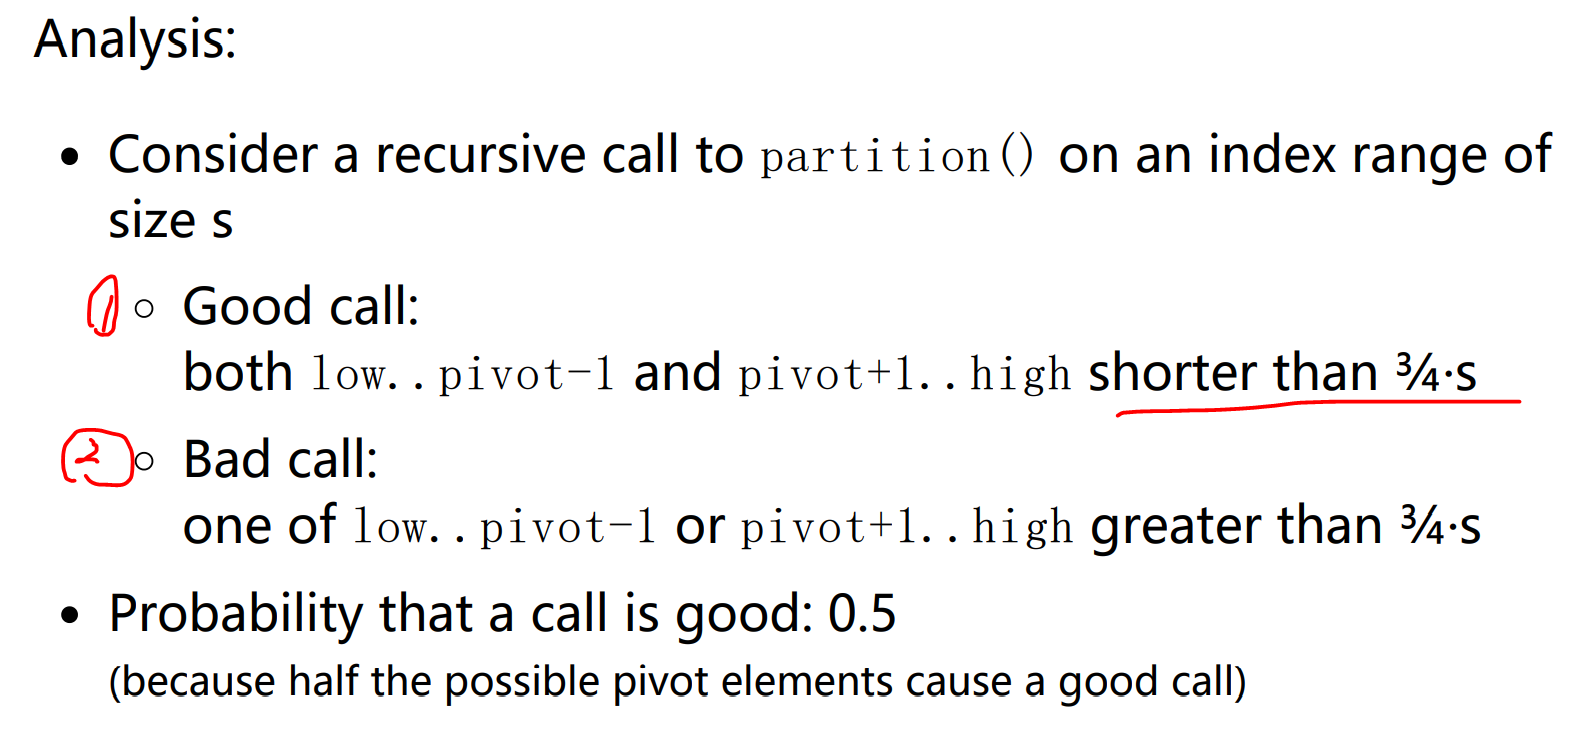 Analysis:
• Consider a recursive call to partition() on an index range of
size s
1 ○ Good call:
both low..pivot-1 and pivot+1..high shorter than ¾·s
2 ○ Bad call:
one of low..pivot-1 or pivot+1..high greater than ¾·s
• Probability that a call is good: 0.5
(because half the possible pivot elements cause a good call)